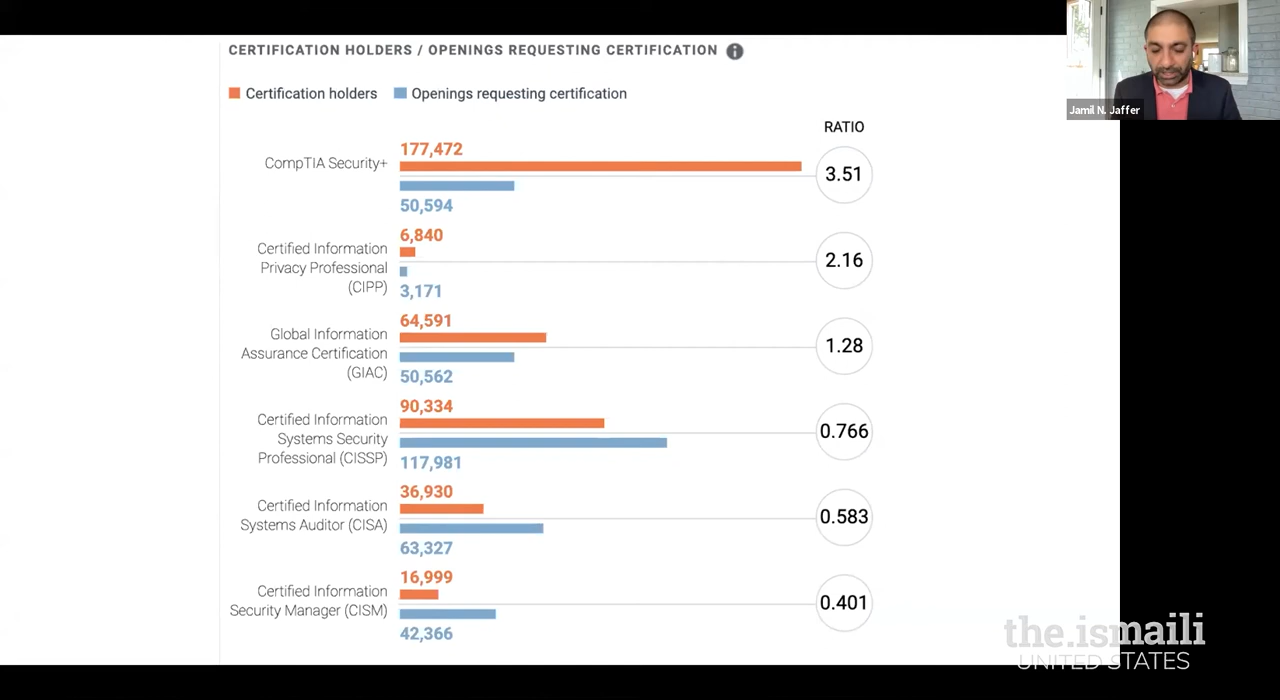 CERTIFICATION HOLDERS / OPENINGS REQUESTING CERTIFICATION
Certification holders
Openings requesting certification
Jamil N. Jaffer
RATIO
CompTIA Security+
177,472
50,594
3.51
Certified Information
Privacy Professional
(CIPP)
6,840
3,171
2.16
Global Information
Assurance Certification
(GIAC)
64,591
50,562
1.28
Certified Information
Systems Security
Professional (CISSP)
90,334
117,981
0.766
Certified Information
Systems Auditor (CISA)
36,930
63,327
0.583
Certified Information
Security Manager (CISM)
16,999
42,366
0.401
the.ismaili
UNITED STATES